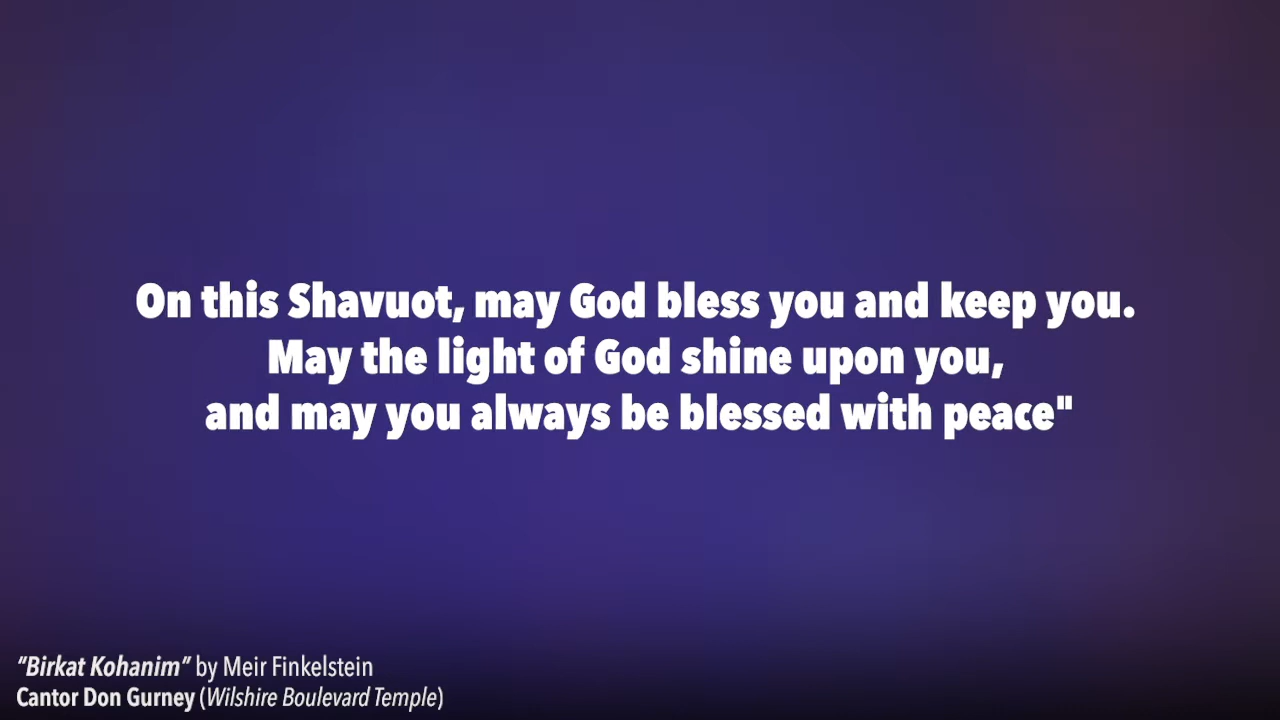 On this Shavuot, may God bless you and keep you.
May the light of God shine upon you,
and may you always be blessed with peace"
“Birkat Kohanim” by Meir Finkelstein
Cantor Don Gurney (Wilshire Boulevard Temple)